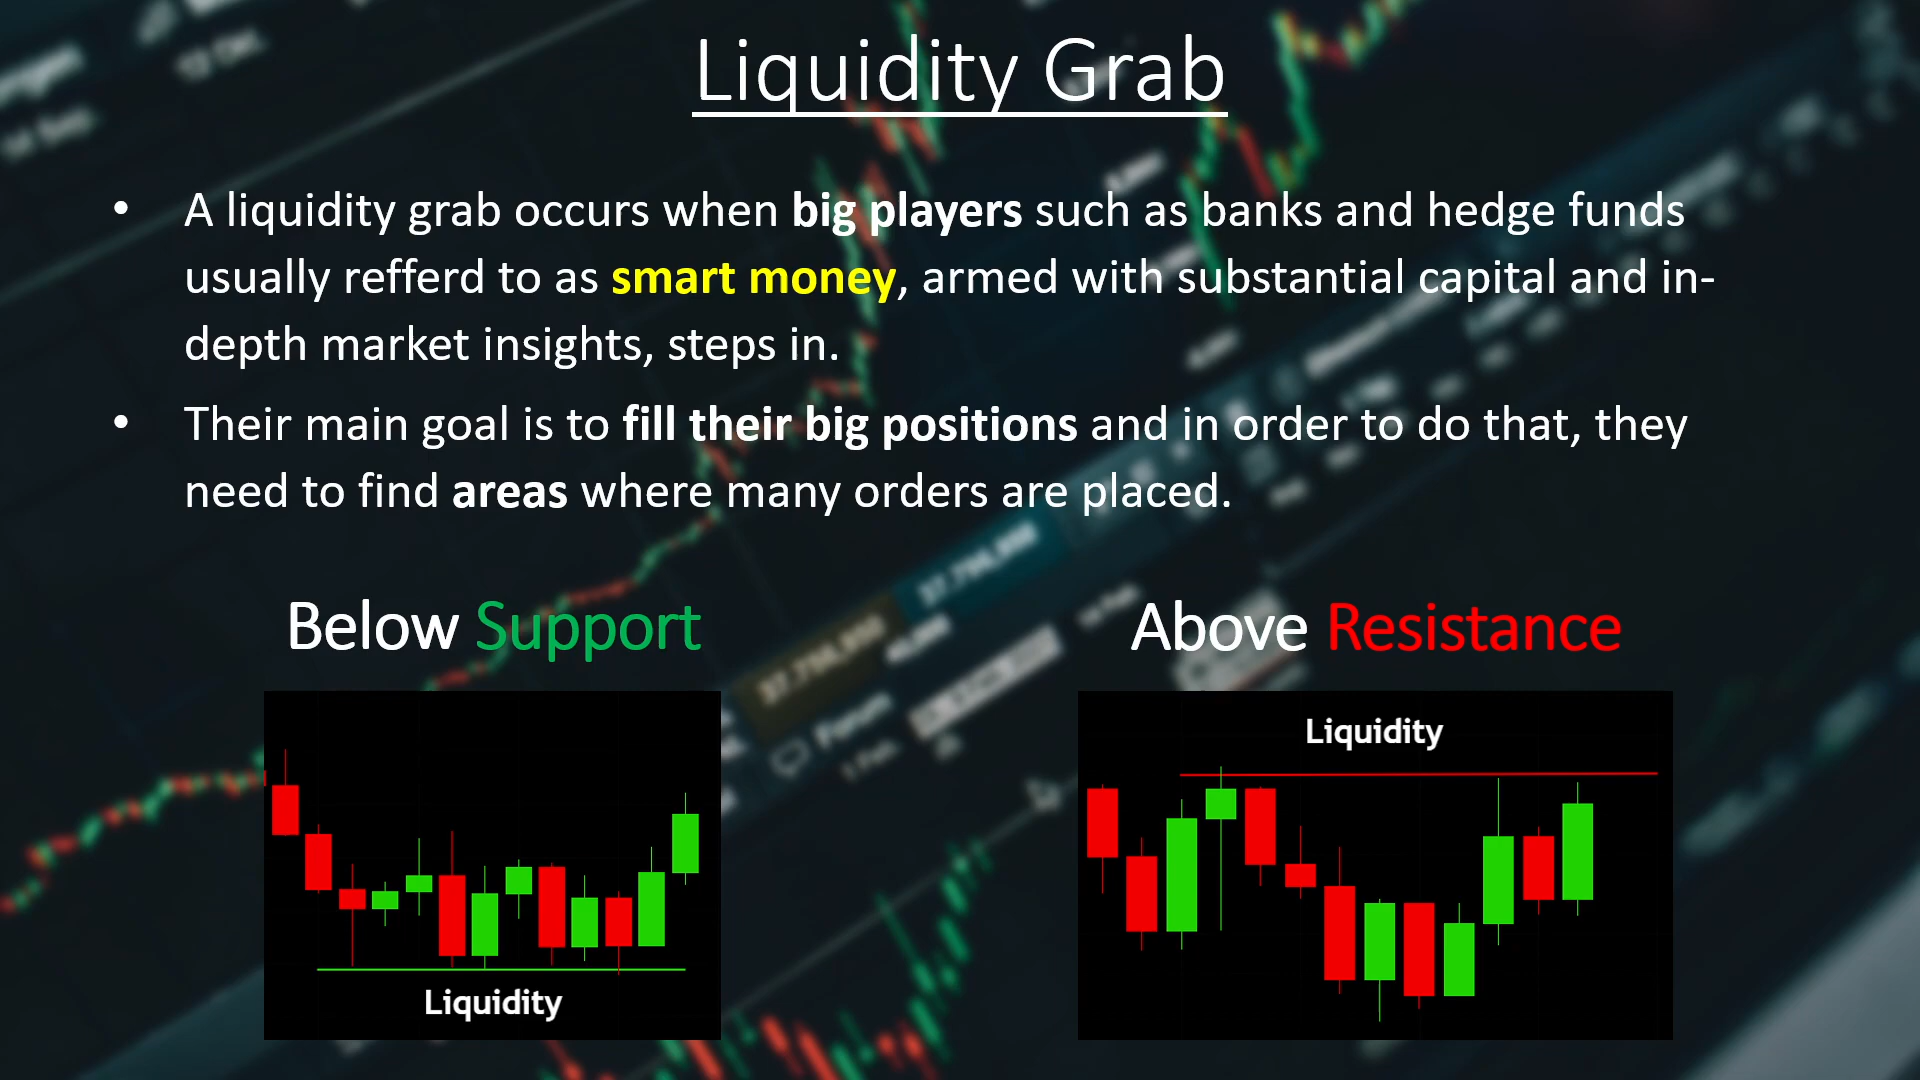 Liquidity Grab
• A liquidity grab occurs when big players such as banks and hedge funds
usually refferd to as smart money, armed with substantial capital and in-
depth market insights, steps in.
• Their main goal is to fill their big positions and in order to do that, they
need to find areas where many orders are placed.
Below Support
Above Resistance
Liquidity
Liquidity